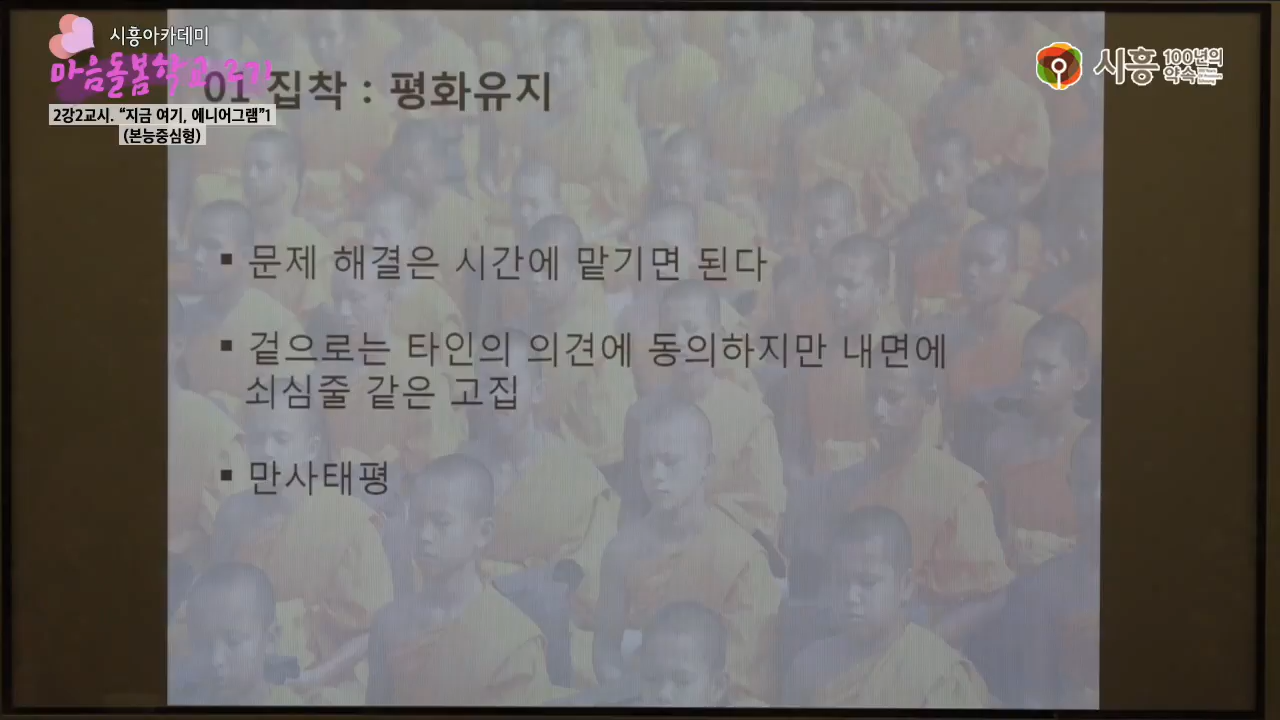 시흥아카데미
마음돌봄학교 2기
2강2교시. “지금 여기, 애니어그램”1
(본능중심형)
시흥 100년의
약속
01 집착 : 평화유지
▪ 문제 해결은 시간에 맡기면 된다
▪ 겉으로는 타인의 의견에 동의하지만 내면에
쇠심줄 같은 고집
▪ 만사태평